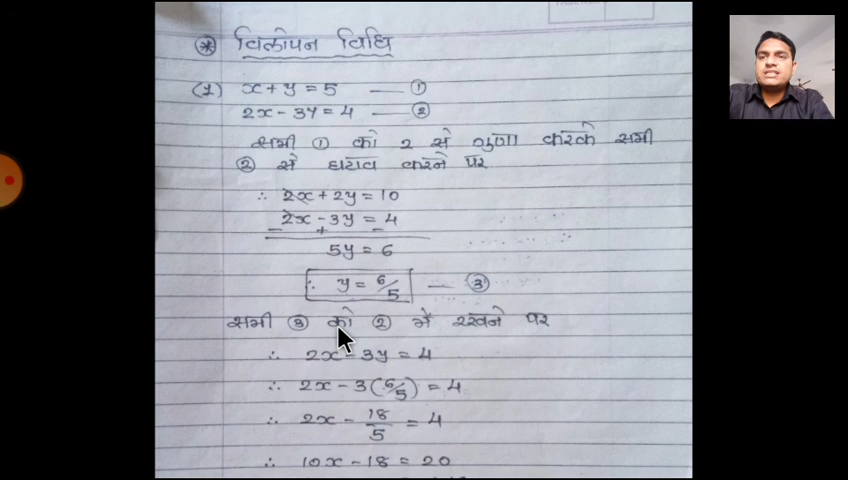 * विलोपन विधि
(1) x + y = 5 — ①
2x - 3y = 4 — ②
समी ① को 2 से गुणा करके समी
② से घटाव करने पर
∴ 2x + 2y = 10
2x - 3y = 4
- + -
5y = 6
∴ y = 6/5 — ③
समी ③ को ② में रखने पर
∴ 2x - 3y = 4
∴ 2x - 3(6/5) = 4
∴ 2x - 18/5 = 4
∴ 10x - 18 = 20